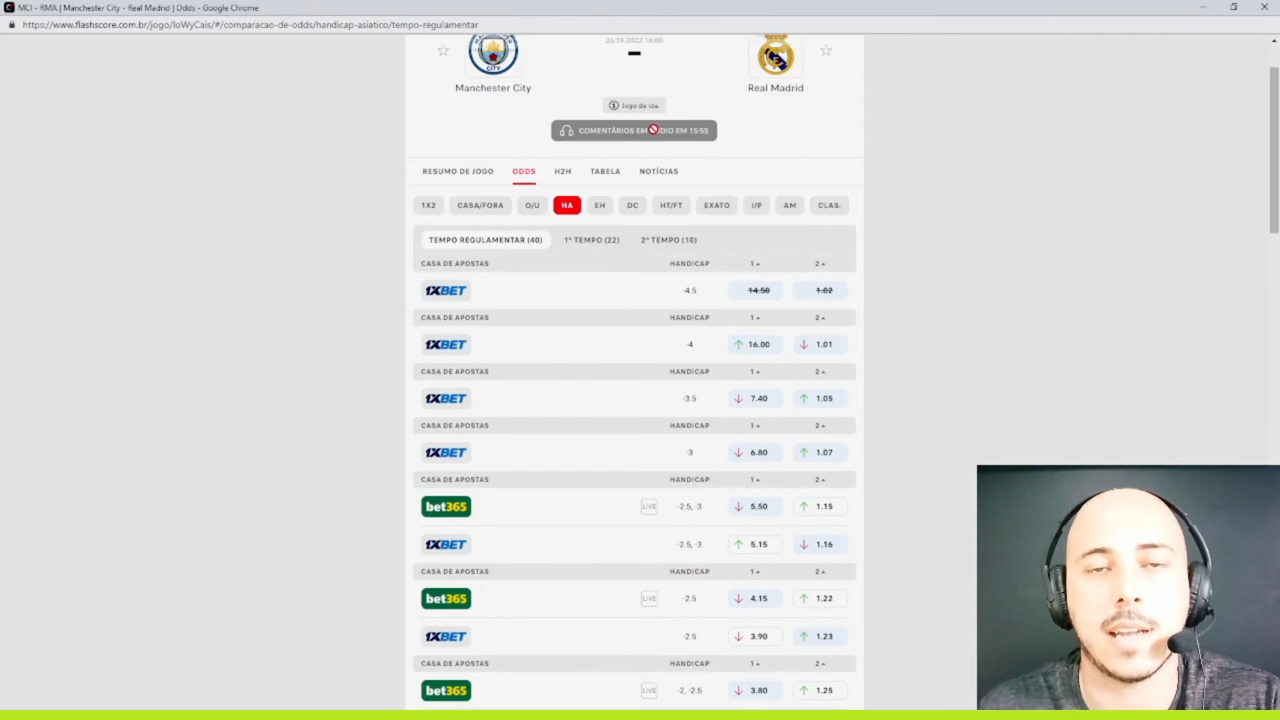 MCI - RMA | Manchester City - Real Madrid | Odds - Google Chrome
https://www.flashscore.com.br/jogo/IoWyCais/#/comparacao-de-odds/handicap-asiatico/tempo-regulamentar
26.04.2022 16:00
MANCHESTER CITY
-
Manchester City
Real Madrid
Jogo de ida.
COMENTÁRIOS EM ÁUDIO EM 15:55
RESUMO DE JOGO ODDS H2H TABELA NOTÍCIAS
1X2 CASA/FORA O/U HA EH DC HT/FT EXATO I/P AM CLAS.
TEMPO REGULAMENTAR (40) 1º TEMPO (22) 2º TEMPO (10)
CASA DE APOSTAS HANDICAP 1 2
1XBET -4.5 14.50 1.02
CASA DE APOSTAS HANDICAP 1 2
1XBET -4 16.00 1.01
CASA DE APOSTAS HANDICAP 1 2
1XBET -3.5 7.40 1.05
CASA DE APOSTAS HANDICAP 1 2
1XBET -3 6.80 1.07
CASA DE APOSTAS HANDICAP 1 2
bet365 LIVE -2.5, -3 5.50 1.15
1XBET -2.5, -3 5.15 1.16
CASA DE APOSTAS HANDICAP 1 2
bet365 LIVE -2.5 4.15 1.22
1XBET -2.5 3.90 1.23
CASA DE APOSTAS HANDICAP 1 2
bet365 LIVE -2, -2.5 3.80 1.25